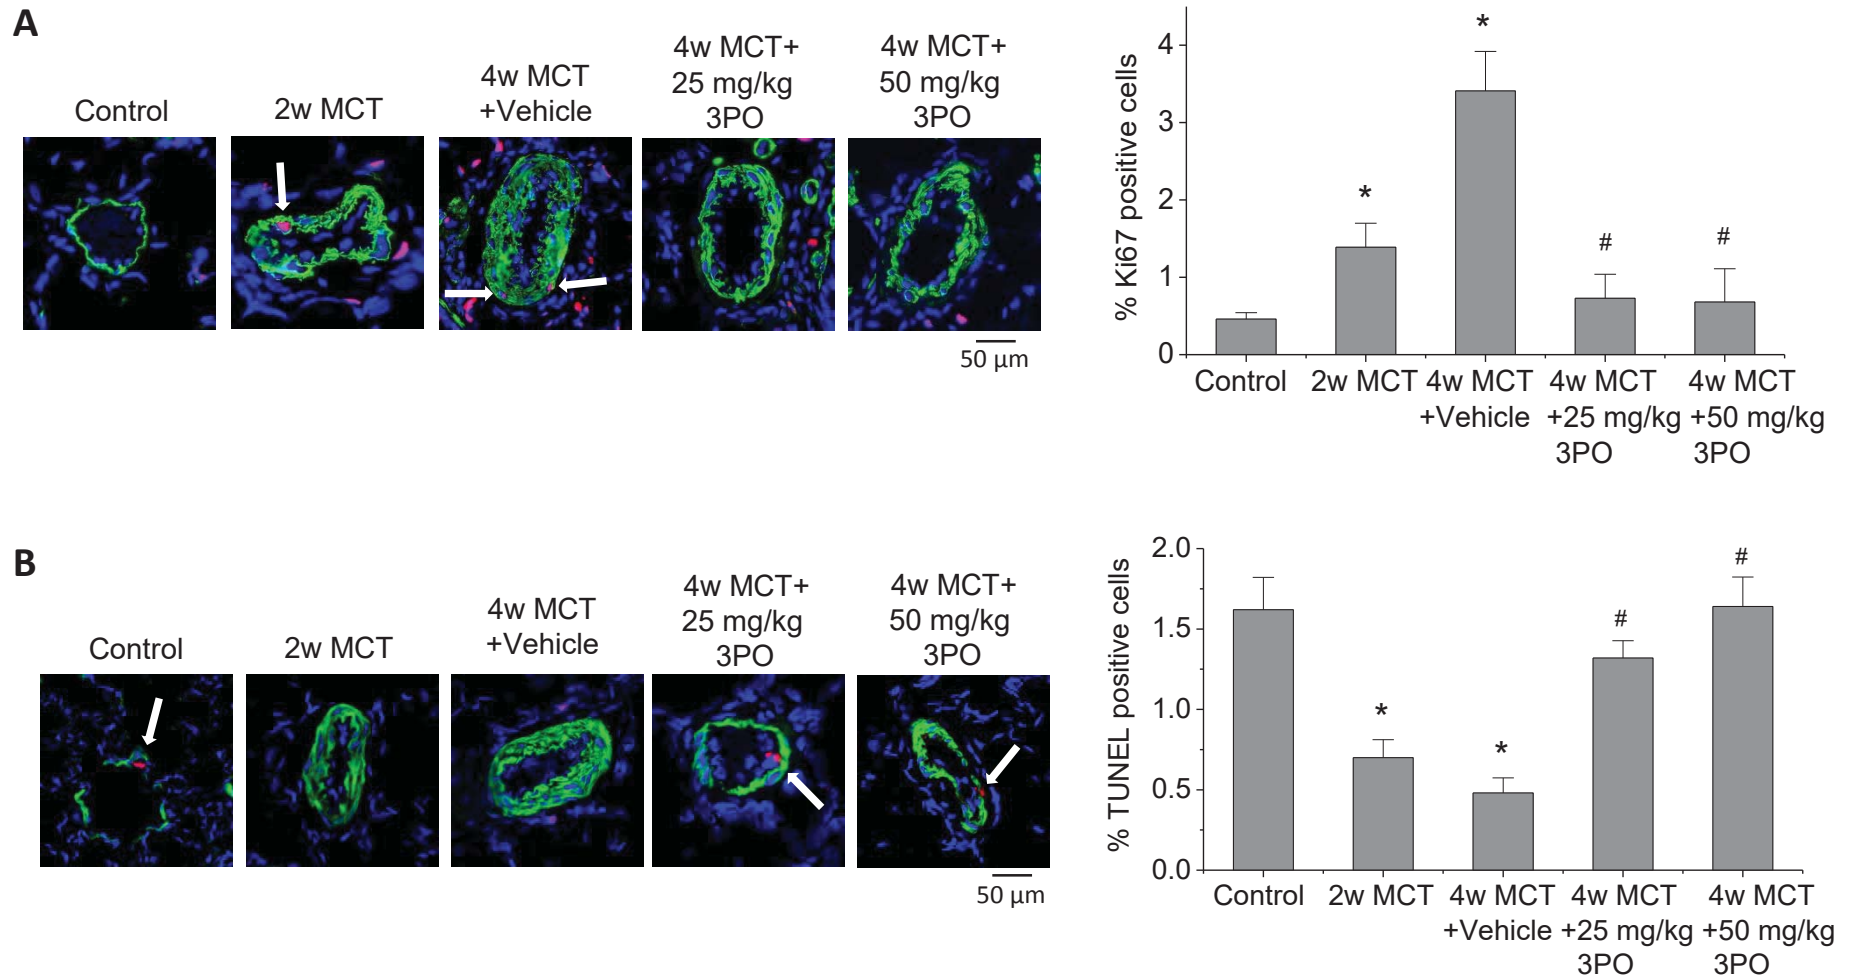 A
Control
2w MCT
4w MCT
+Vehicle
4w MCT+
25 mg/kg
3PO
4w MCT+
50 mg/kg
3PO
50 µm
% Ki67 positive cells
4
3
2
1
0
*
*
#
#
Control
2w MCT
4w MCT
+Vehicle
4w MCT
+25 mg/kg
3PO
4w MCT
+50 mg/kg
3PO
B
Control
2w MCT
4w MCT
+Vehicle
4w MCT+
25 mg/kg
3PO
4w MCT+
50 mg/kg
3PO
50 µm
% TUNEL positive cells
2.0
1.5
1.0
0.5
0.0
*
*
#
#
Control
2w MCT
4w MCT
+Vehicle
4w MCT
+25 mg/kg
3PO
4w MCT
+50 mg/kg
3PO